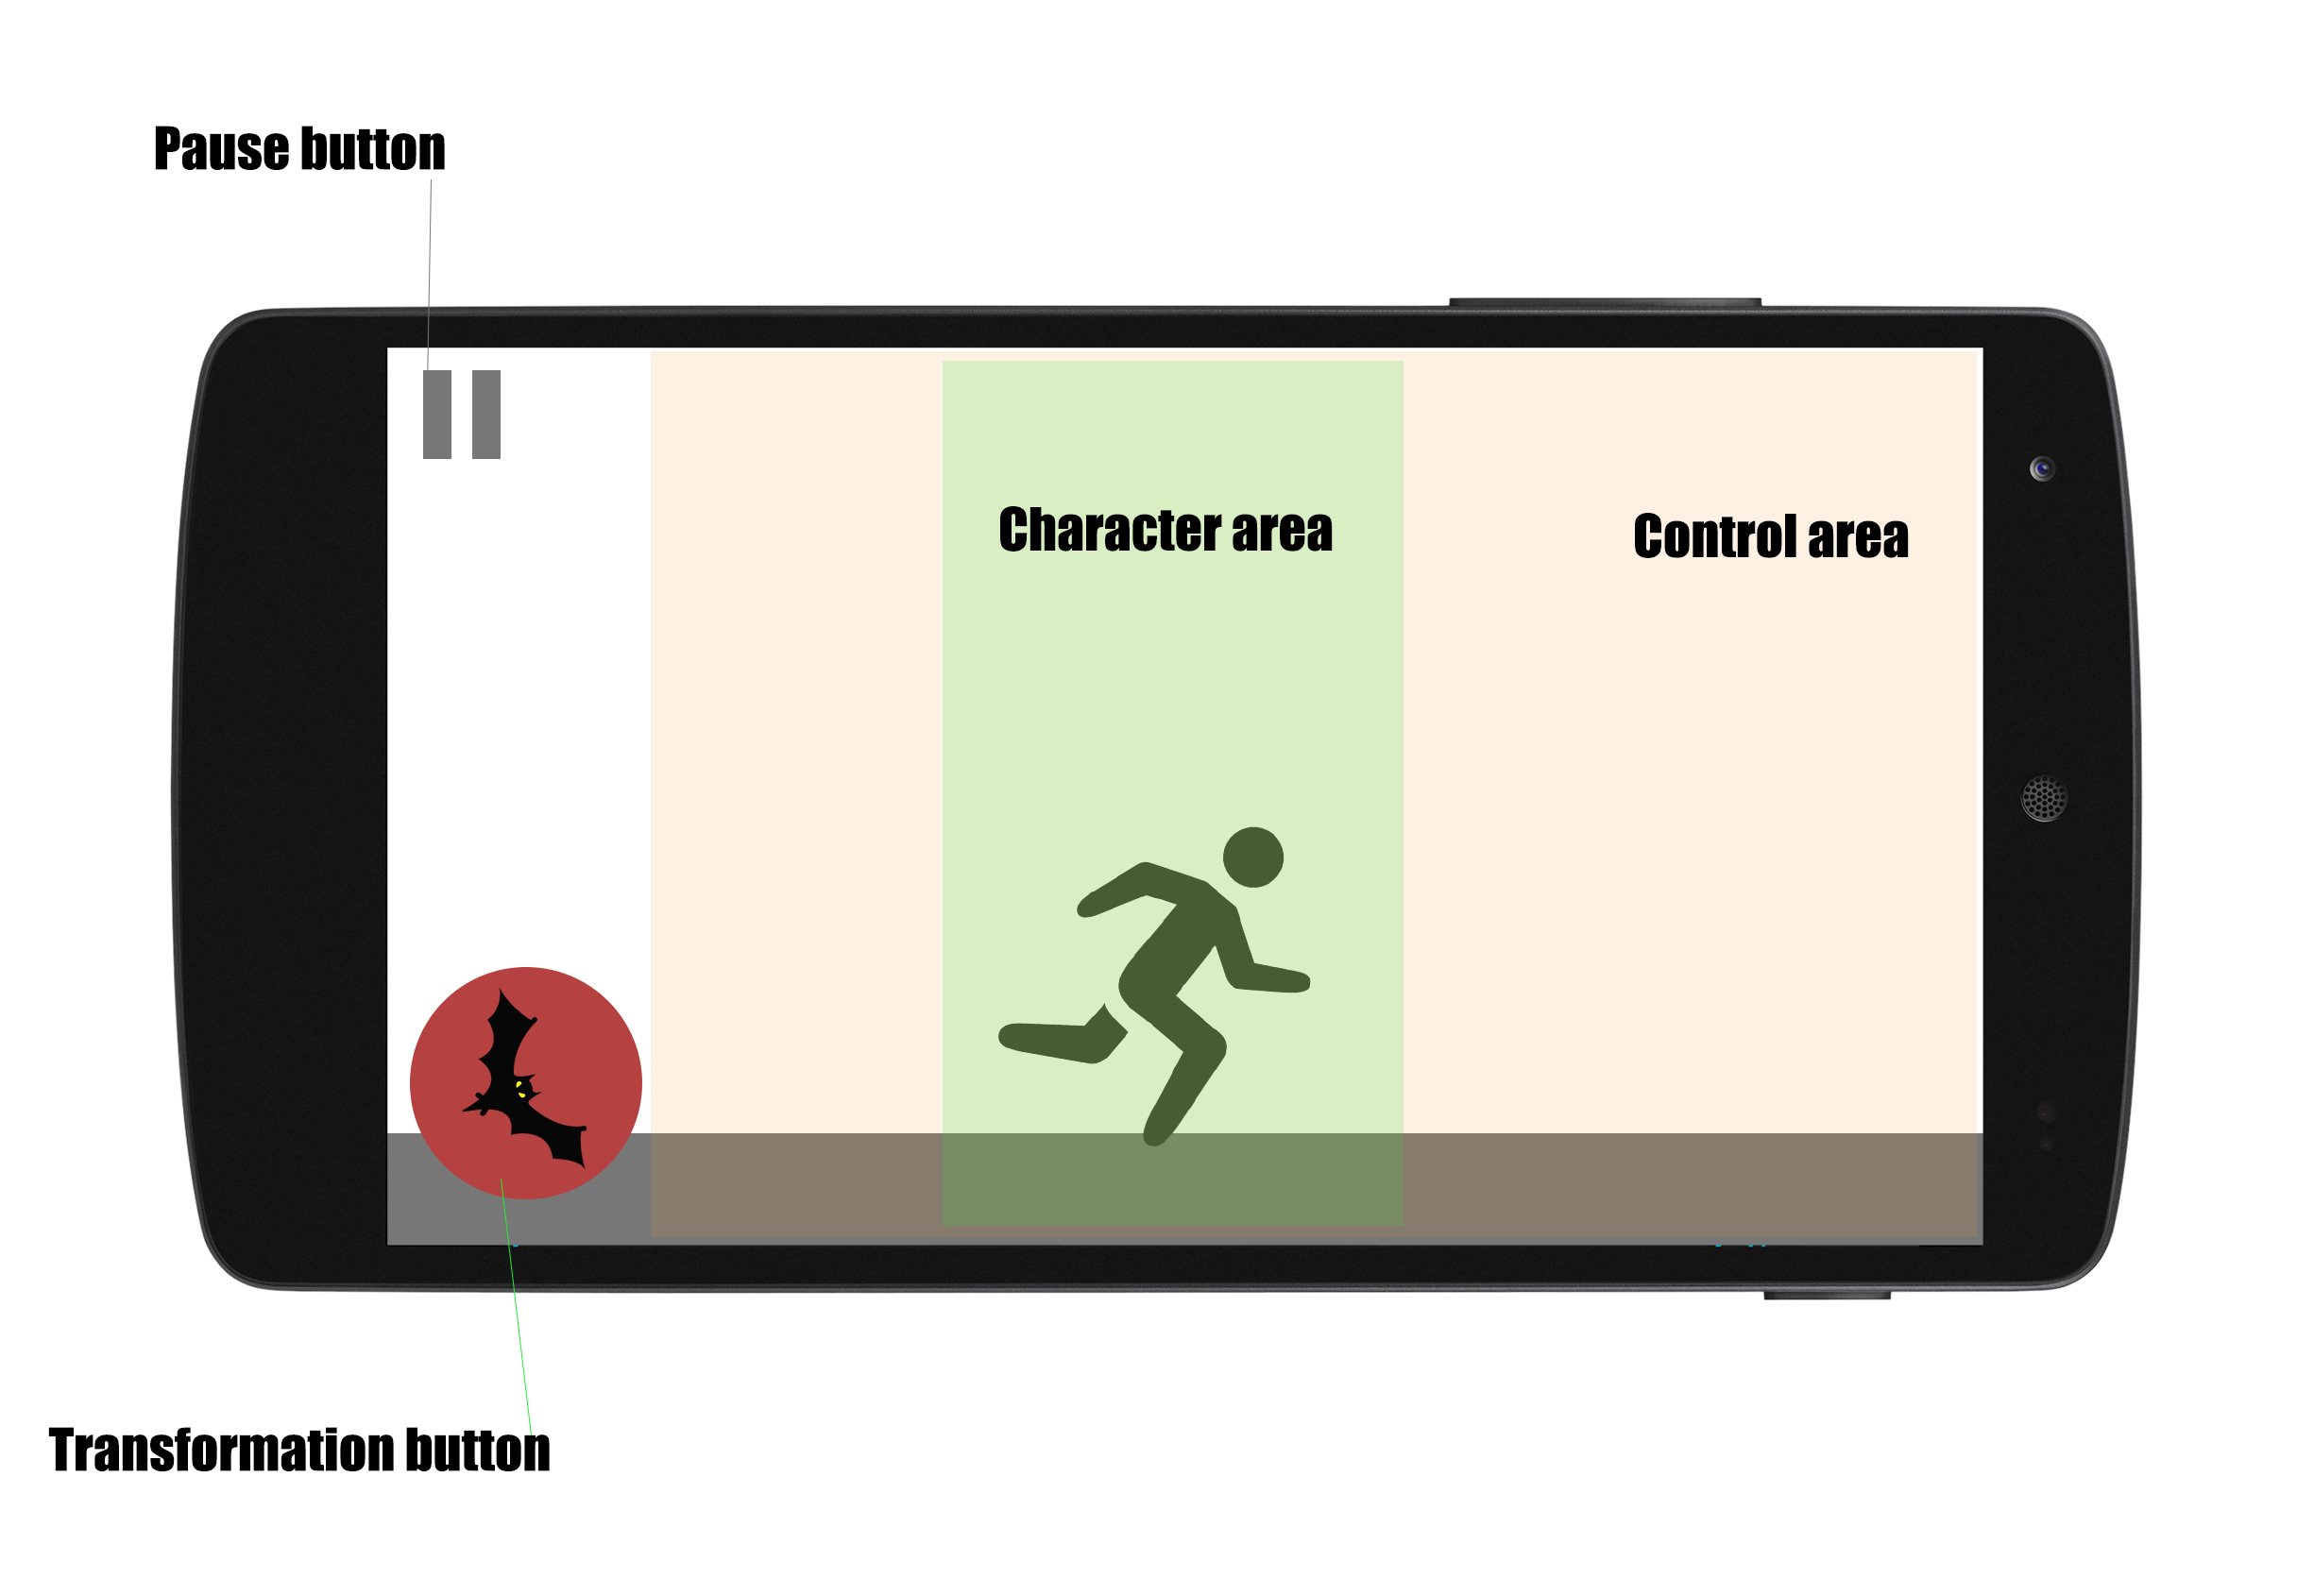 Pause button
Character area
Control area
Transformation button